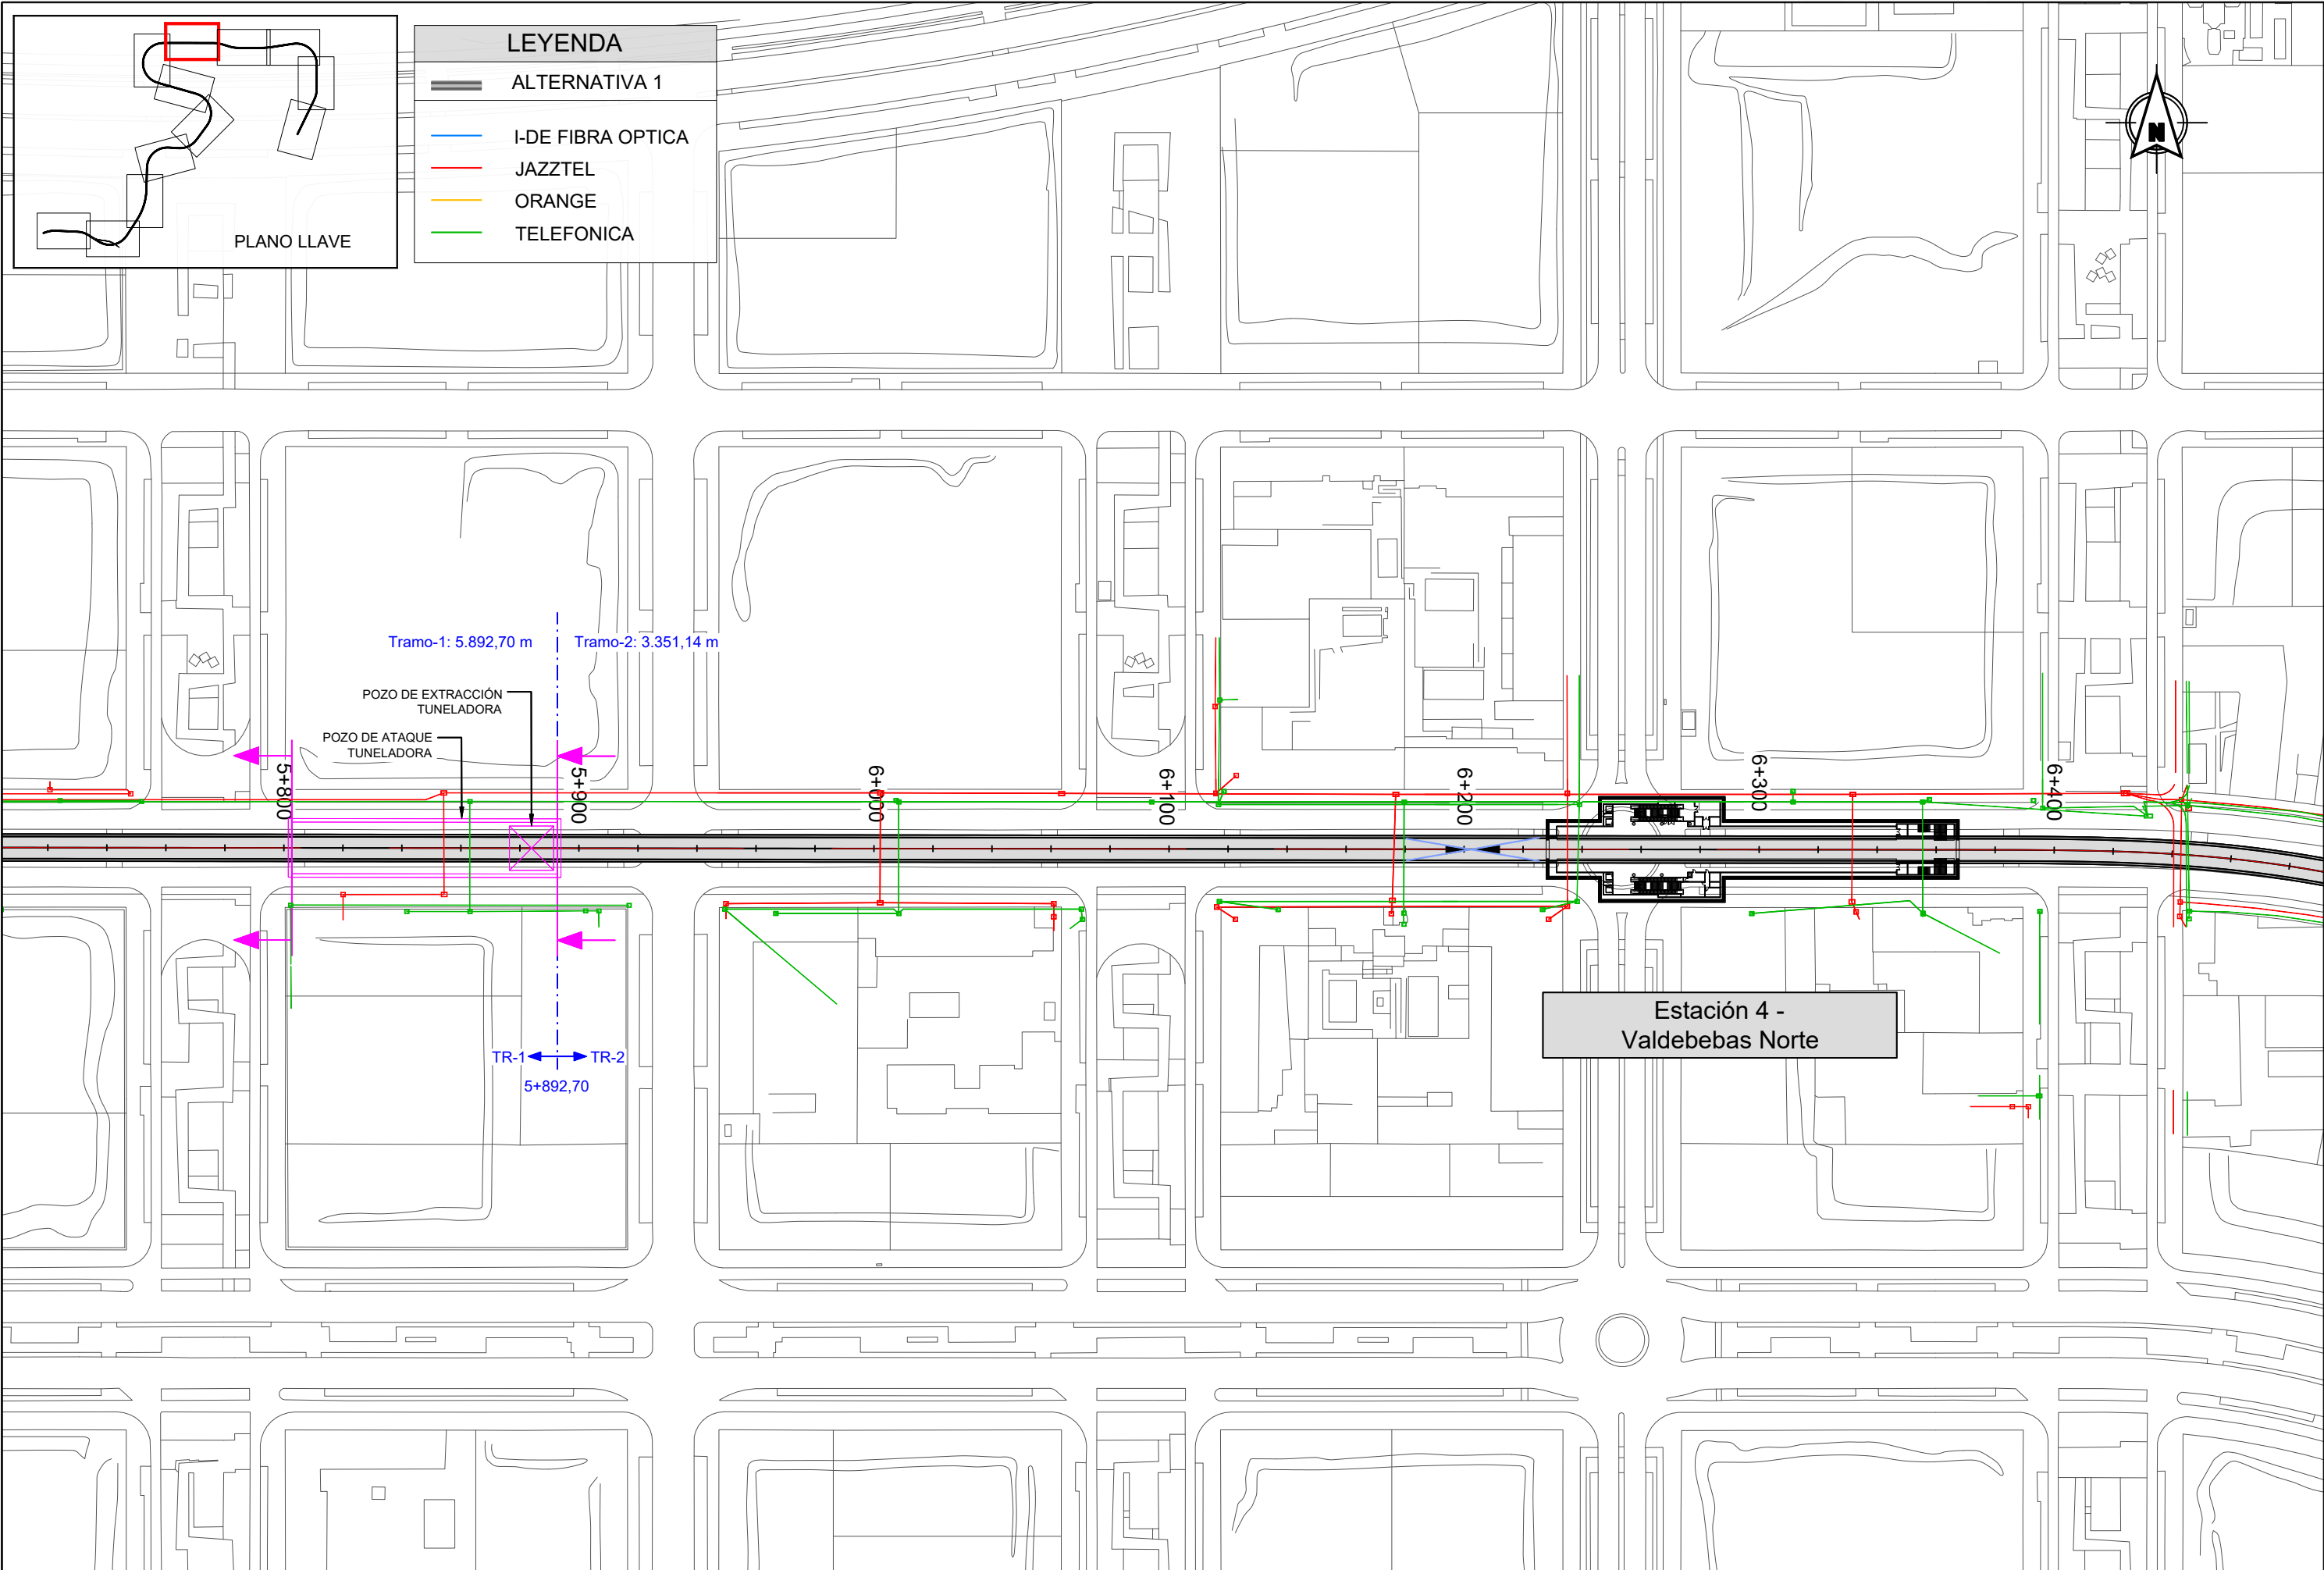 PLANO LLAVE
LEYENDA
ALTERNATIVA 1
I-DE FIBRA OPTICA
JAZZTEL
ORANGE
TELEFONICA
N
Tramo-1: 5.892,70 m
Tramo-2: 3.351,14 m
POZO DE EXTRACCIÓN
TUNELADORA
POZO DE ATAQUE
TUNELADORA
5+800
5+900
6+000
6+100
6+200
6+300
6+400
Estación 4 -
Valdebebas Norte
TR-1
TR-2
5+892,70